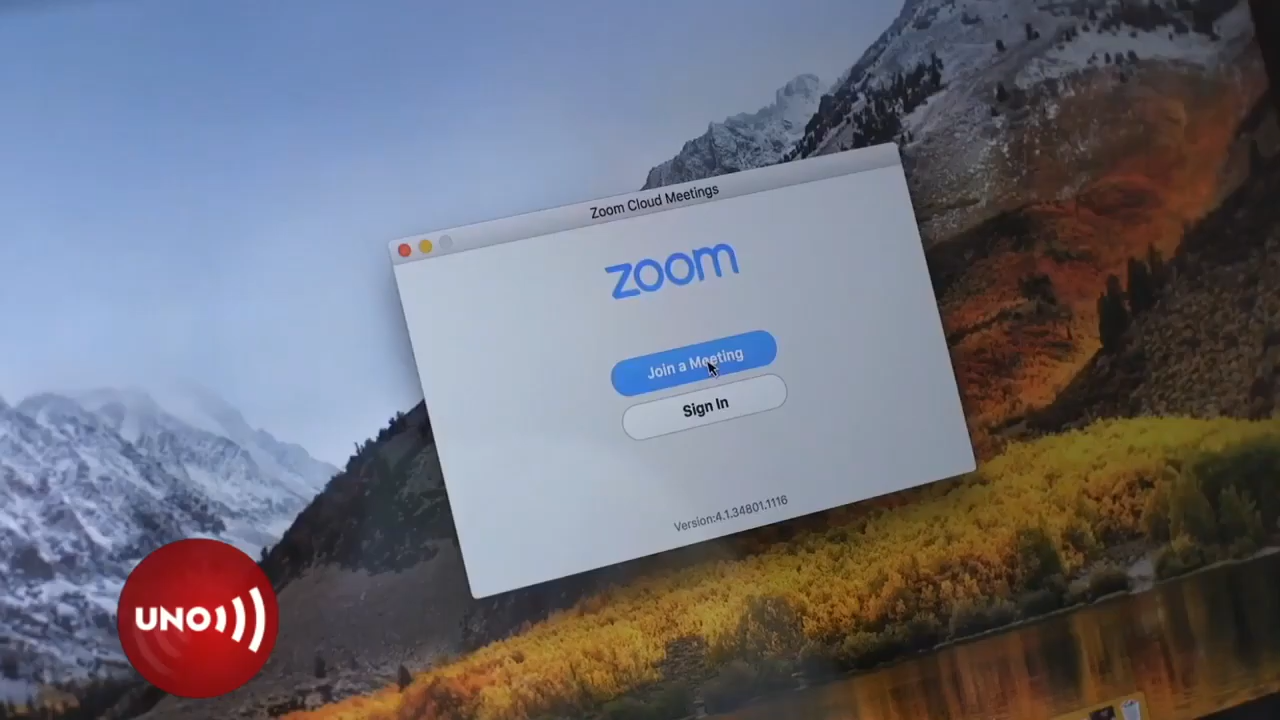 Zoom Cloud Meetings
zoom
Join a Meeting
Sign In
Version:4.1.34801.1116
UNO